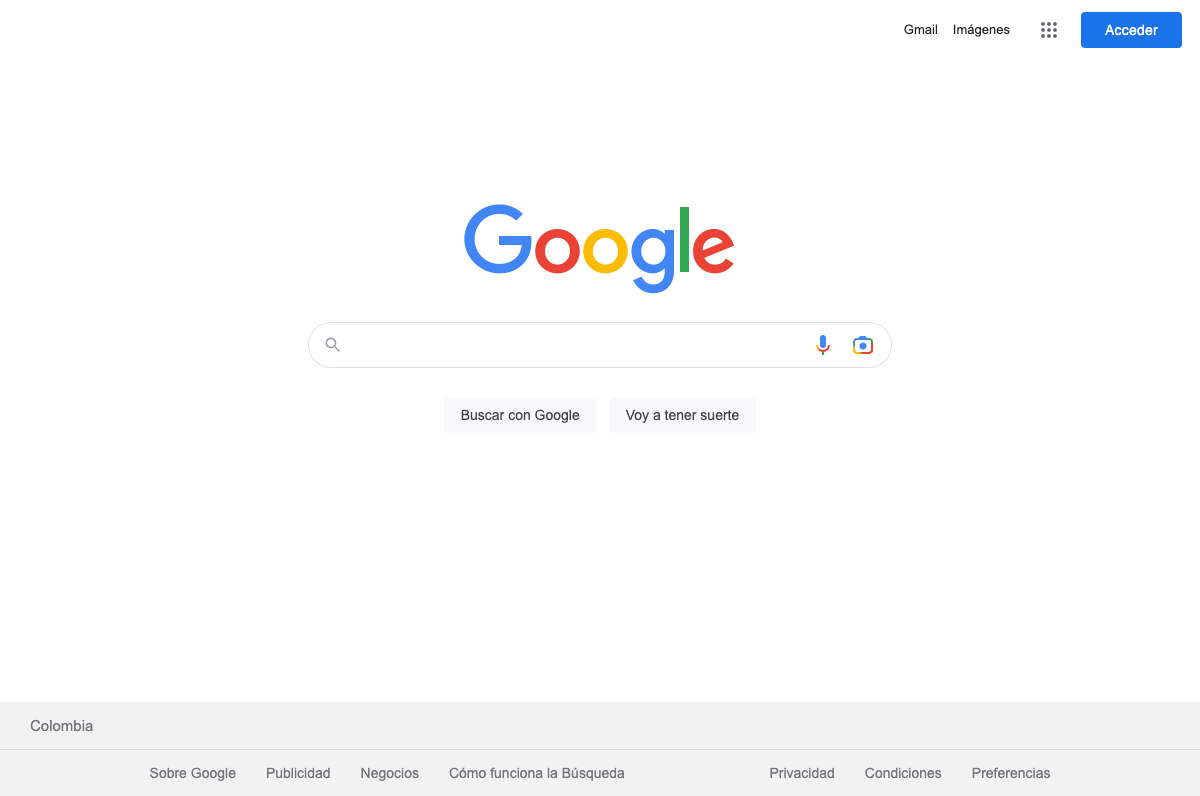 Gmail Imágenes Acceder
Google
Buscar con Google Voy a tener suerte
Colombia
Sobre Google Publicidad Negocios Cómo funciona la Búsqueda Privacidad Condiciones Preferencias